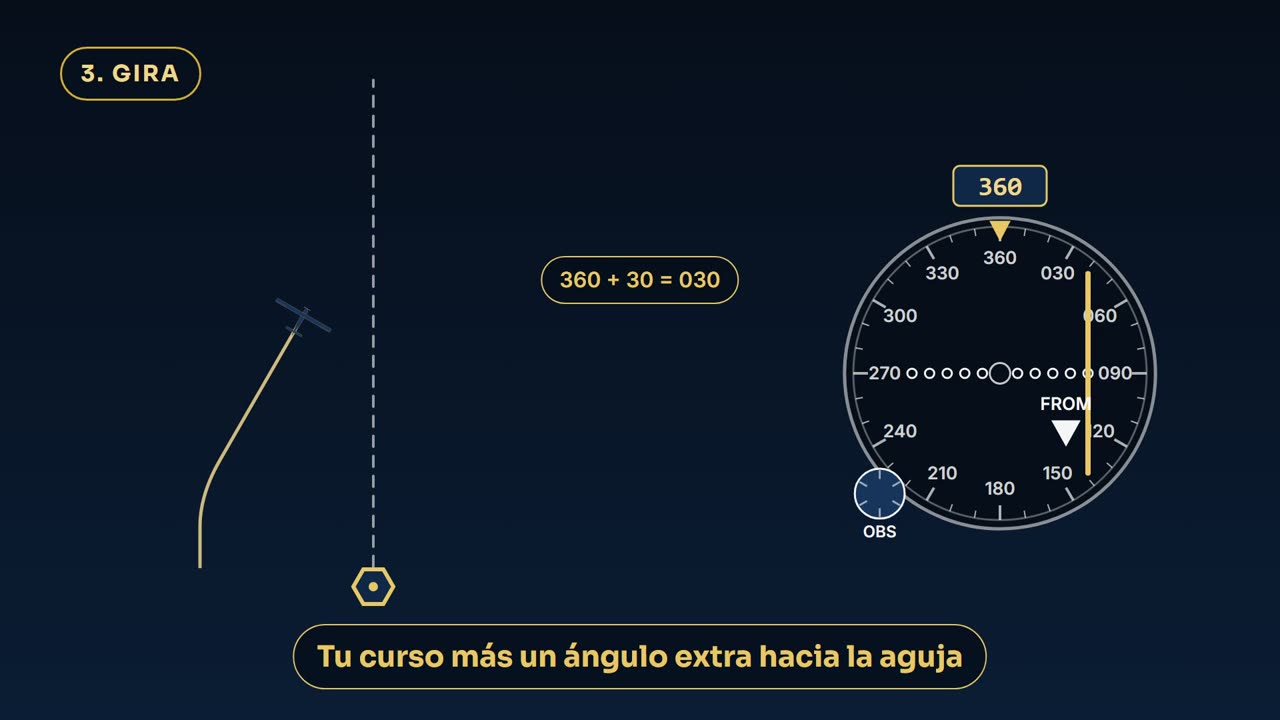 3. GIRA
360 + 30 = 030
360
360
330
030
300
060
270
090
FROM
240
120
210
150
180
OBS
Tu curso más un ángulo extra hacia la aguja